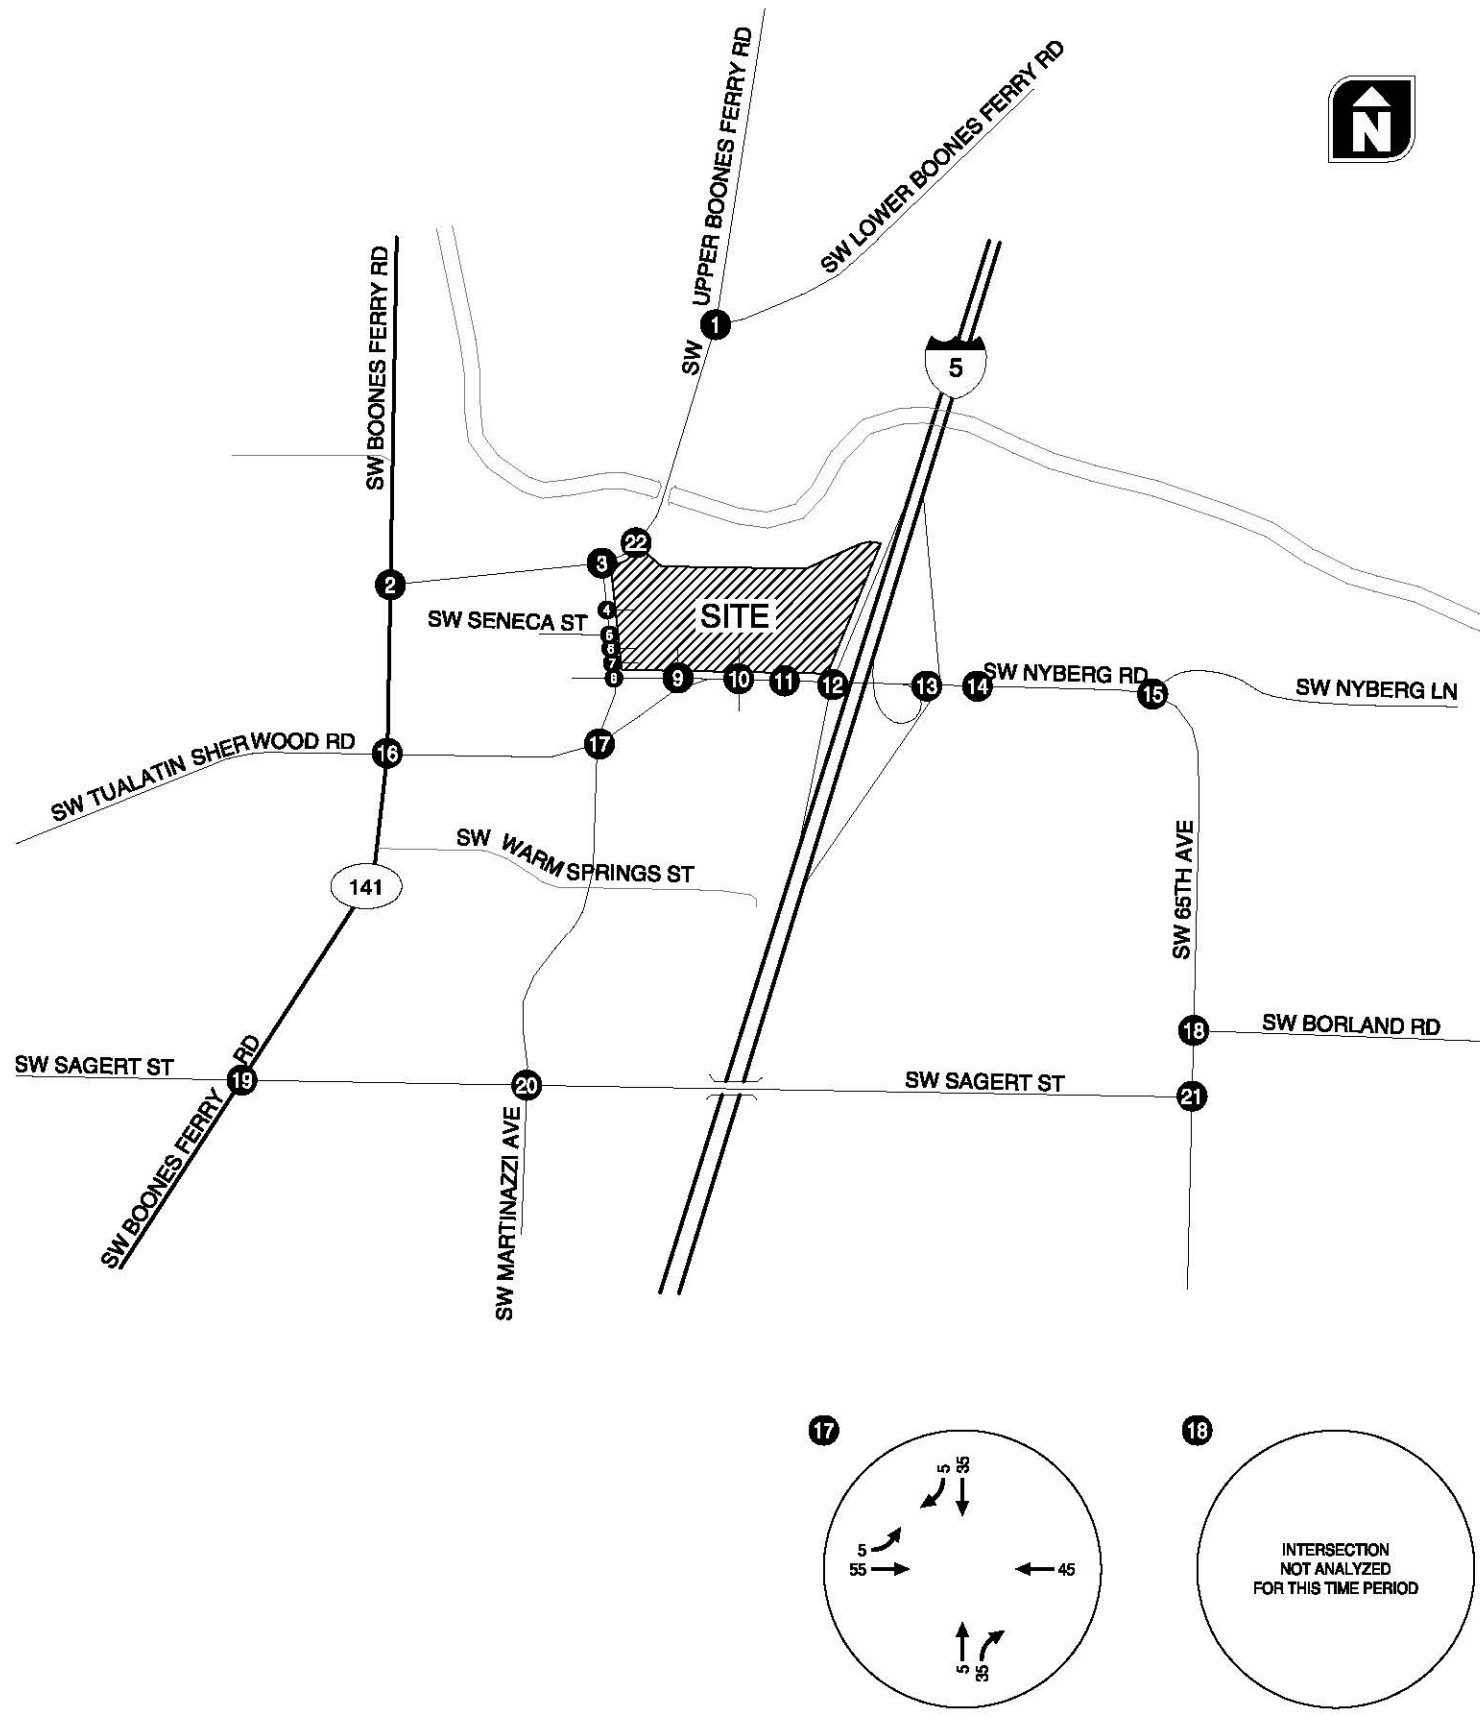 SW UPPER BOONES FERRY RD
SW LOWER BOONES FERRY RD
N
SW BOONES FERRY RD
1
5
22
3
2
4
SW SENECA ST
SITE
6
7
8
9
10
11
12
13
14
SW NYBERG RD
15
SW NYBERG LN
SW TUALATIN SHERWOOD RD
16
17
SW WARM SPRINGS ST
141
SW 65TH AVE
18
SW BORLAND RD
SW SAGERT ST
19
20
SW SAGERT ST
21
SW BOONES FERRY RD
SW MARTINAZZI AVE
17
5
35
5
55
45
5
35
18
INTERSECTION
NOT ANALYZED
FOR THIS TIME PERIOD